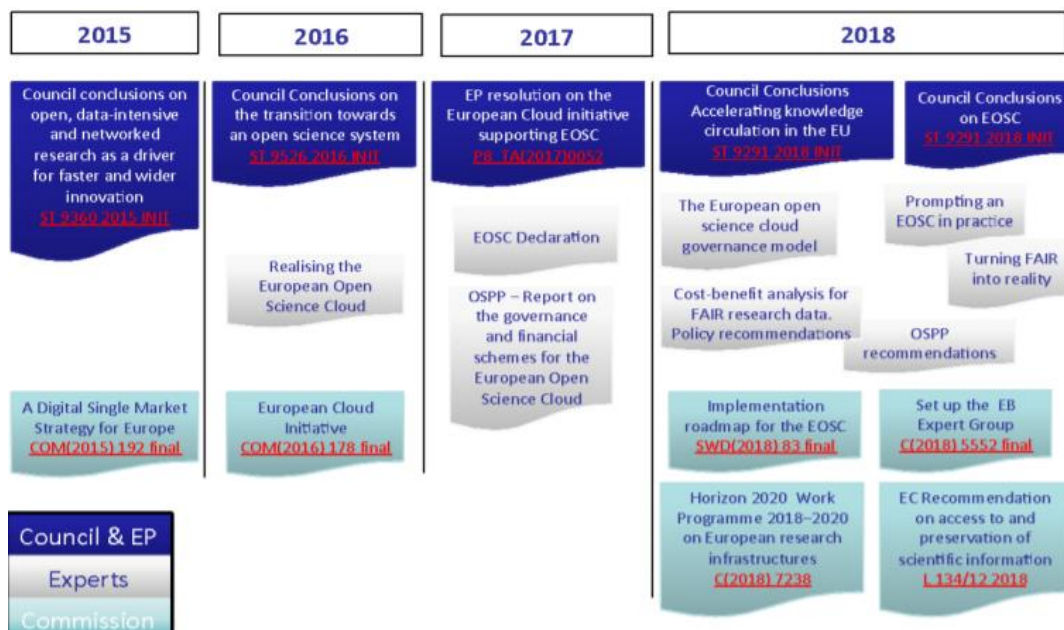 2015
2016
2017
2018
Council conclusions on
open, data-intensive
and networked
research as a driver
for faster and wider
innovation
ST 9360 2015 INIT
Council Conclusions on
the transition towards
an open science system
ST 9526 2016 INIT
EP resolution on the
European Cloud initiative
supporting EOSC
P8_TA(2017)0052
Council Conclusions
Accelerating knowledge
circulation in the EU
ST 9291 2018 INIT
Council Conclusions
on EOSC
ST 9291 2018 INIT
Realising the
European Open
Science Cloud
EOSC Declaration
OSPP – Report on
the governance
and financial
schemes for the
European Open
Science Cloud
The European open
science cloud
governance model
Prompting an
EOSC in practice
Turning FAIR
into reality
Cost-benefit analysis for
FAIR research data.
Policy recommendations
OSPP
recommendations
A Digital Single Market
Strategy for Europe
COM(2015) 192 final
European Cloud
Initiative
COM(2016) 178 final
Implementation
roadmap for the EOSC
SWD(2018) 83 final
Set up the EB
Expert Group
C(2018) 5552 final
Horizon 2020 Work
Programme 2018–2020
on European research
infrastructures
C(2018) 7238
EC Recommendation
on access to and
preservation of
scientific information
L 134/12 2018
Council & EP
Experts
Commission